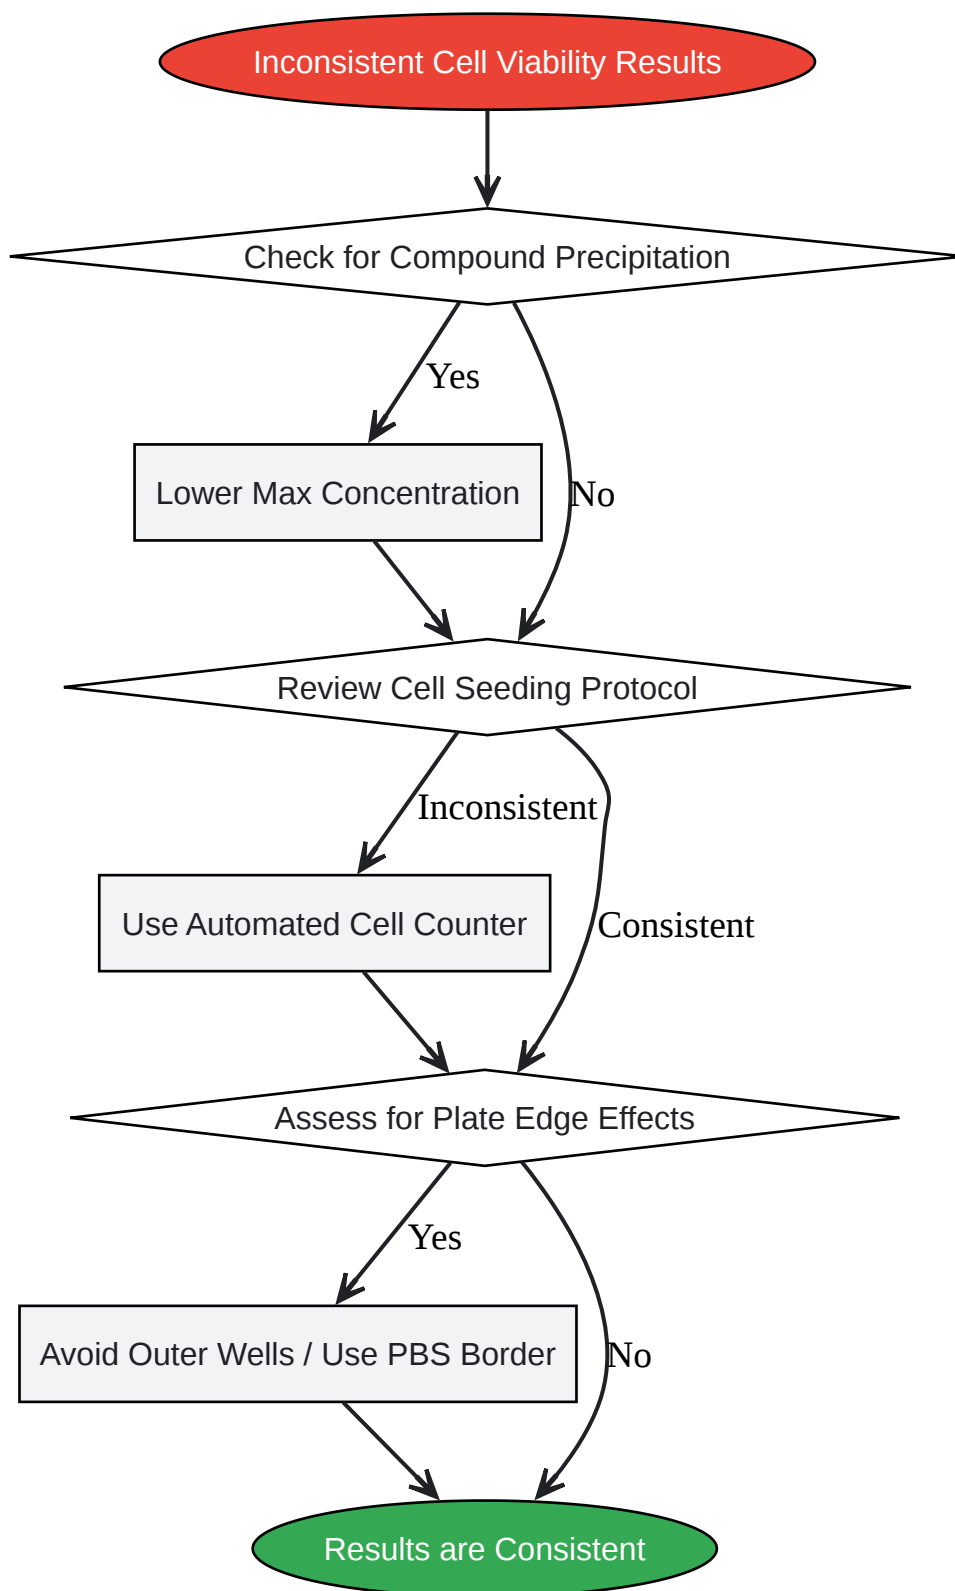 Inconsistent Cell Viability Results
Check for Compound Precipitation
Yes
Lower Max Concentration
No
Review Cell Seeding Protocol
Inconsistent
Use Automated Cell Counter
Consistent
Assess for Plate Edge Effects
Yes
Avoid Outer Wells / Use PBS Border
No
Results are Consistent